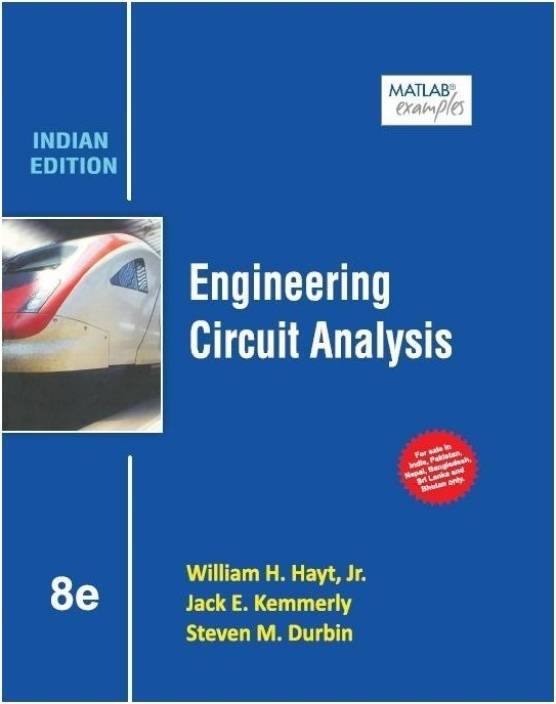 MATLAB®
examples
INDIAN
EDITION
Engineering
Circuit Analysis
For sale in
India, Pakistan,
Nepal, Bangladesh,
Sri Lanka and
Bhutan only.
8e
William H. Hayt, Jr.
Jack E. Kemmerly
Steven M. Durbin